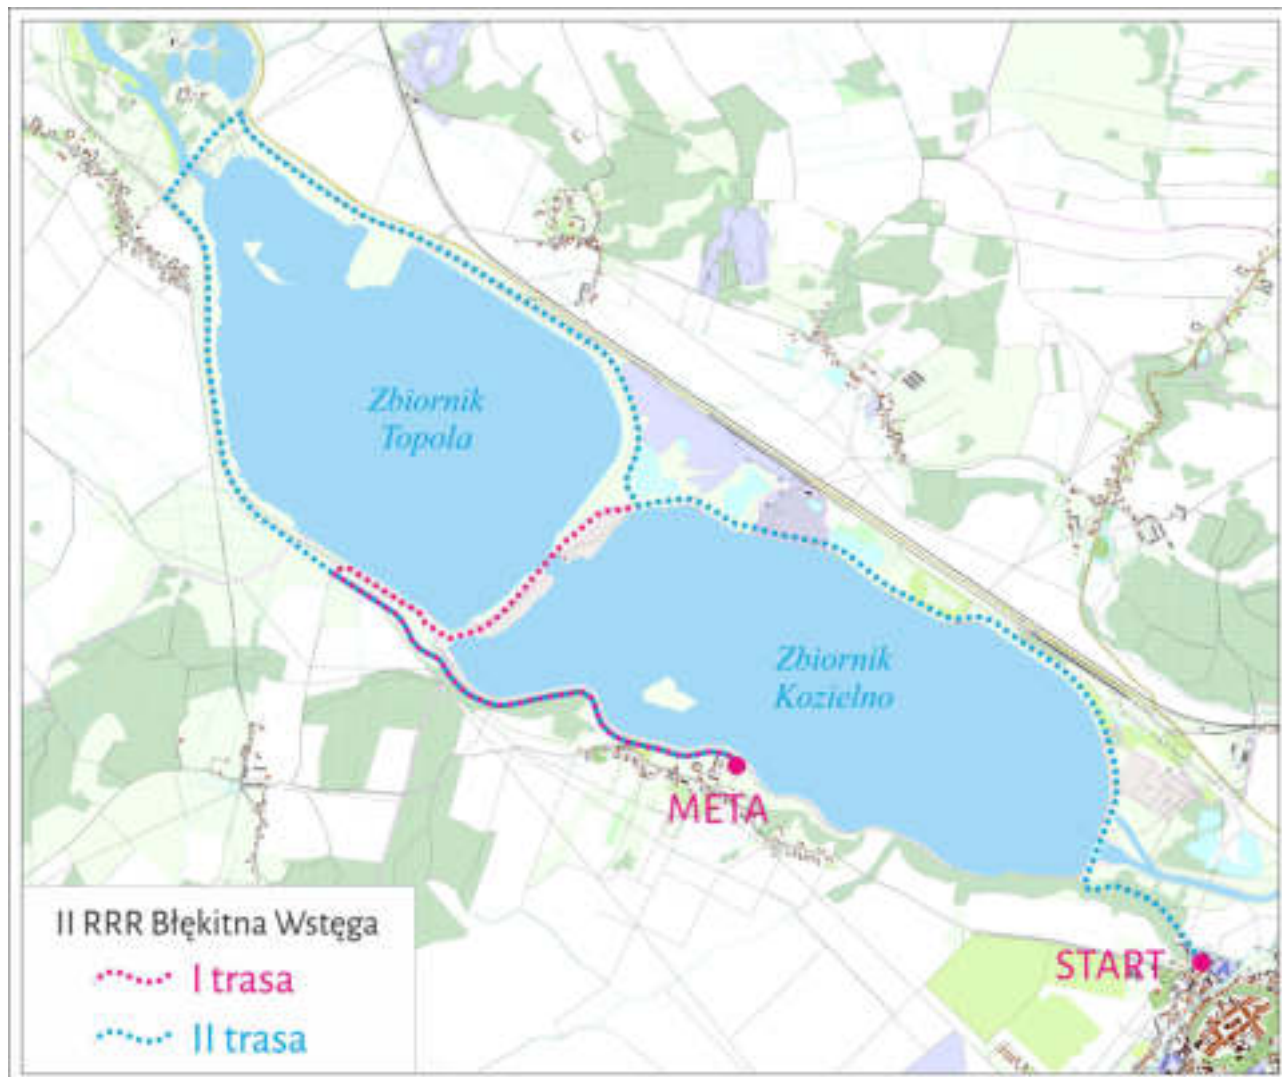 Zbiornik
Topola
Zbiornik
Kozielno
META
START
II RRR Błękitna Wstęga
I trasa
II trasa